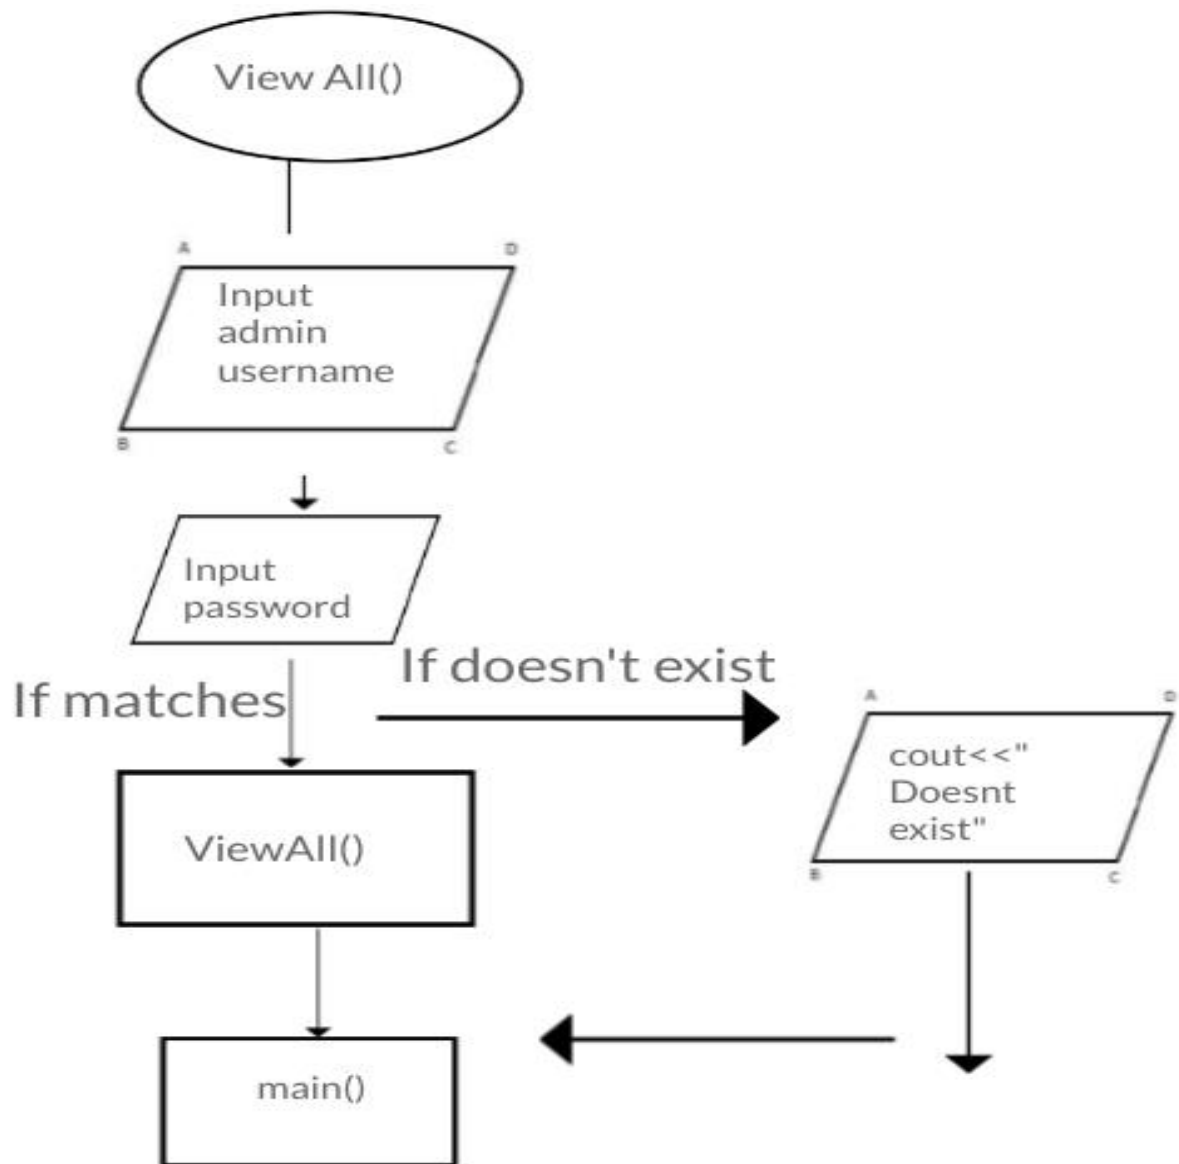 View All()
A
D
Input
admin
username
B
C
Input
password
If doesn't exist
If matches
A
D
cout<<"
Doesnt
exist"
B
C
ViewAll()
main()